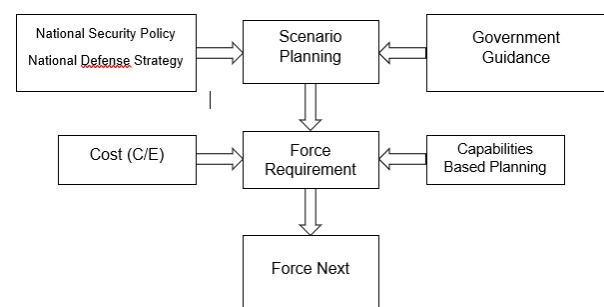 National Security Policy
National Defense Strategy
Scenario
Planning
Government
Guidance
Cost (C/E)
Force
Requirement
Capabilities
Based Planning
Force Next